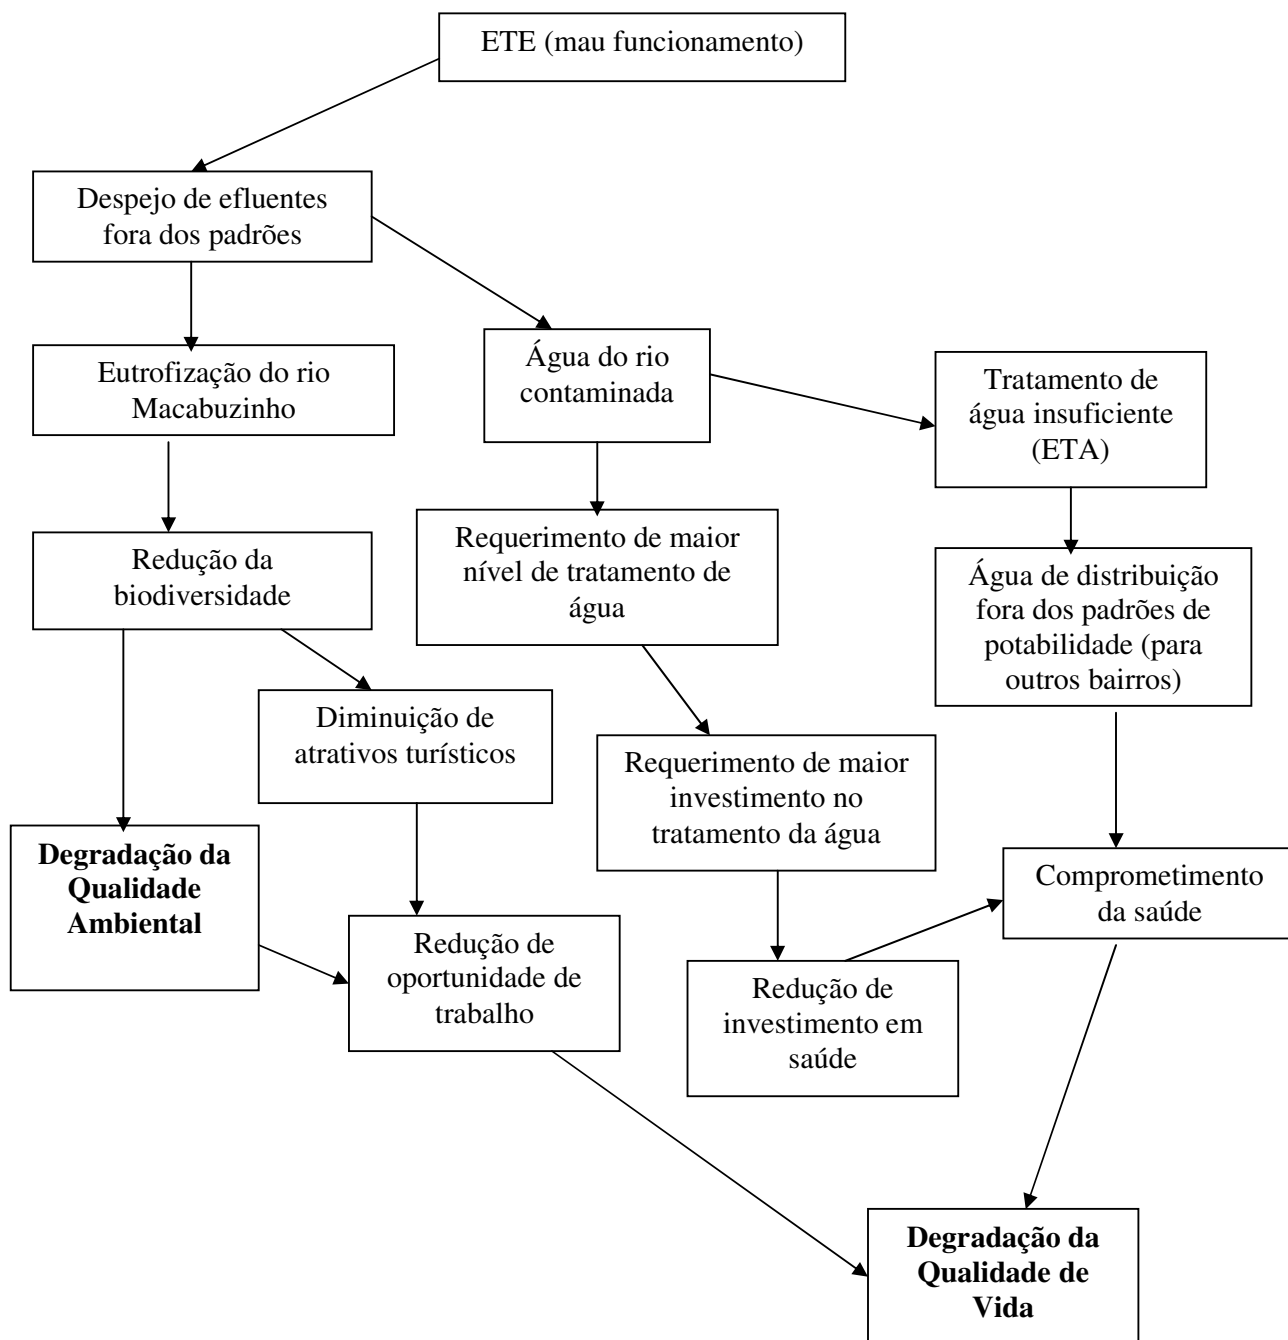 ETE (mau funcionamento)
Despejo de efluentes
fora dos padrões
Eutrofização do rio
Macabuzinho
Água do rio
contaminada
Tratamento de
água insuficiente
(ETA)
Redução da
biodiversidade
Requerimento de maior
nível de tratamento de
água
Água de distribuição
fora dos padrões de
potabilidade (para
outros bairros)
Diminuição de
atrativos turísticos
Requerimento de maior
investimento no
tratamento da água
Degradação da
Qualidade
Ambiental
Comprometimento
da saúde
Redução de
oportunidade de
trabalho
Redução de
investimento em
saúde
Degradação da
Qualidade de
Vida